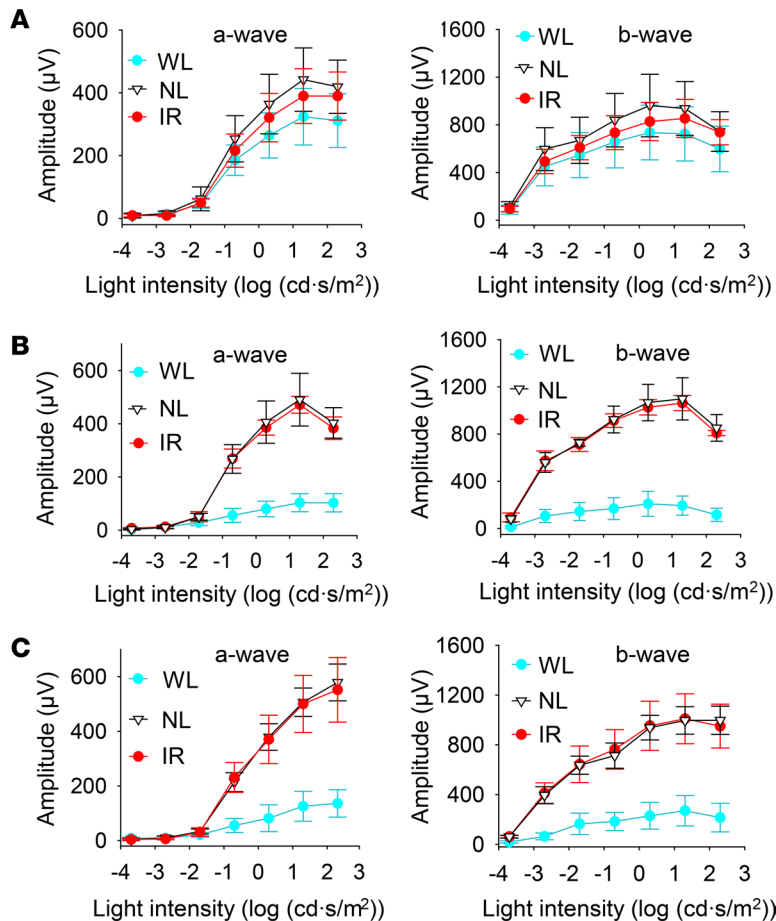 A
a-wave
b-wave
Amplitude (µV)
600
400
200
0
WL
NL
IR
-4 -3 -2 -1 0 1 2 3
Light intensity (log (cd·s/m²))
Amplitude (µV)
1600
1200
800
400
0
WL
NL
IR
-4 -3 -2 -1 0 1 2 3
Light intensity (log (cd·s/m²))
B
a-wave
b-wave
Amplitude (µV)
600
400
200
0
WL
NL
IR
-4 -3 -2 -1 0 1 2 3
Light intensity (log (cd·s/m²))
Amplitude (µV)
1600
1200
800
400
0
WL
NL
IR
-4 -3 -2 -1 0 1 2 3
Light intensity (log (cd·s/m²))
C
a-wave
b-wave
Amplitude (µV)
600
400
200
0
WL
NL
IR
-4 -3 -2 -1 0 1 2 3
Light intensity (log (cd·s/m²))
Amplitude (µV)
1600
1200
800
400
0
WL
NL
IR
-4 -3 -2 -1 0 1 2 3
Light intensity (log (cd·s/m²))